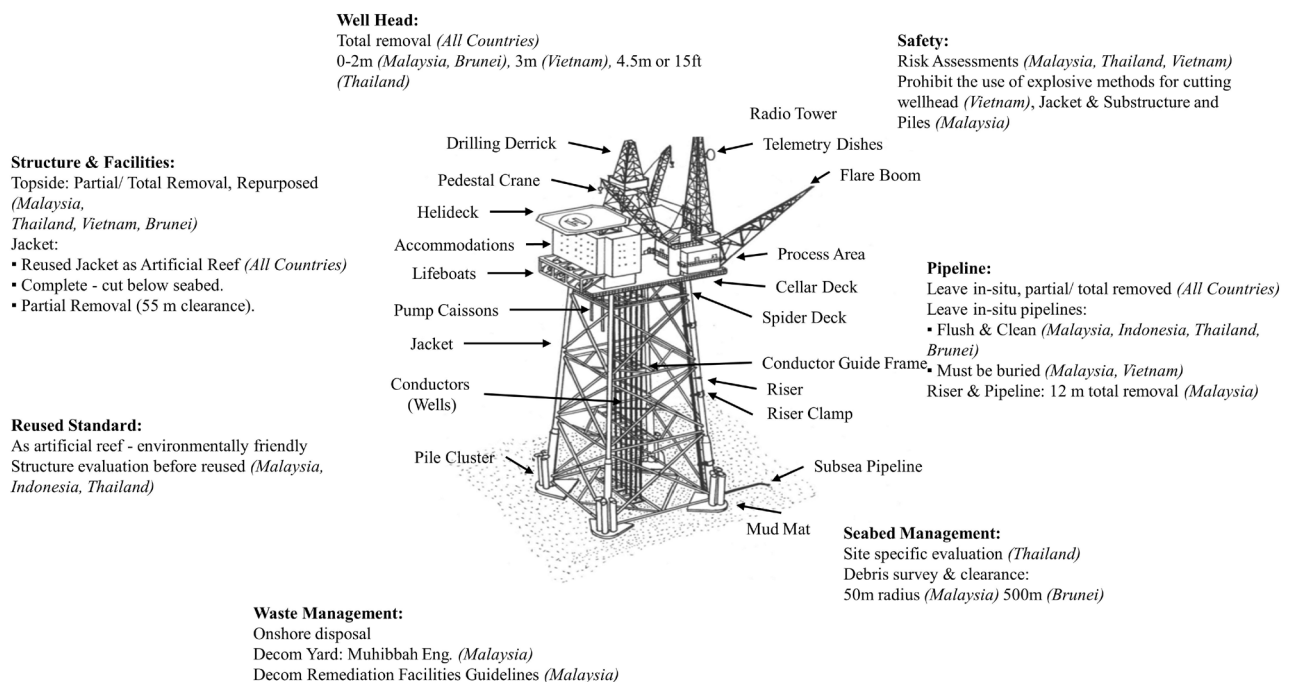 Well Head:
Total removal (All Countries)
0-2m (Malaysia, Brunei), 3m (Vietnam), 4.5m or 15ft
(Thailand)
Safety:
Risk Assessments (Malaysia, Thailand, Vietnam)
Prohibit the use of explosive methods for cutting
wellhead (Vietnam), Jacket & Substructure and
Piles (Malaysia)
Structure & Facilities:
Topside: Partial/ Total Removal, Repurposed
(Malaysia,
Thailand, Vietnam, Brunei)
Jacket:
▪ Reused Jacket as Artificial Reef (All Countries)
▪ Complete - cut below seabed.
▪ Partial Removal (55 m clearance).
Reused Standard:
As artificial reef - environmentally friendly
Structure evaluation before reused (Malaysia,
Indonesia, Thailand)
Drilling Derrick
Pedestal Crane
Helideck
Accommodations
Lifeboats
Pump Caissons
Jacket
Conductors
(Wells)
Pile Cluster
Radio Tower
Telemetry Dishes
Flare Boom
Process Area
Cellar Deck
Spider Deck
Conductor Guide Frame
Riser
Riser Clamp
Subsea Pipeline
Mud Mat
Pipeline:
Leave in-situ, partial/ total removed (All Countries)
Leave in-situ pipelines:
▪ Flush & Clean (Malaysia, Indonesia, Thailand,
Brunei)
▪ Must be buried (Malaysia, Vietnam)
Riser & Pipeline: 12 m total removal (Malaysia)
Seabed Management:
Site specific evaluation (Thailand)
Debris survey & clearance:
50m radius (Malaysia) 500m (Brunei)
Waste Management:
Onshore disposal
Decom Yard: Muhibbah Eng. (Malaysia)
Decom Remediation Facilities Guidelines (Malaysia)